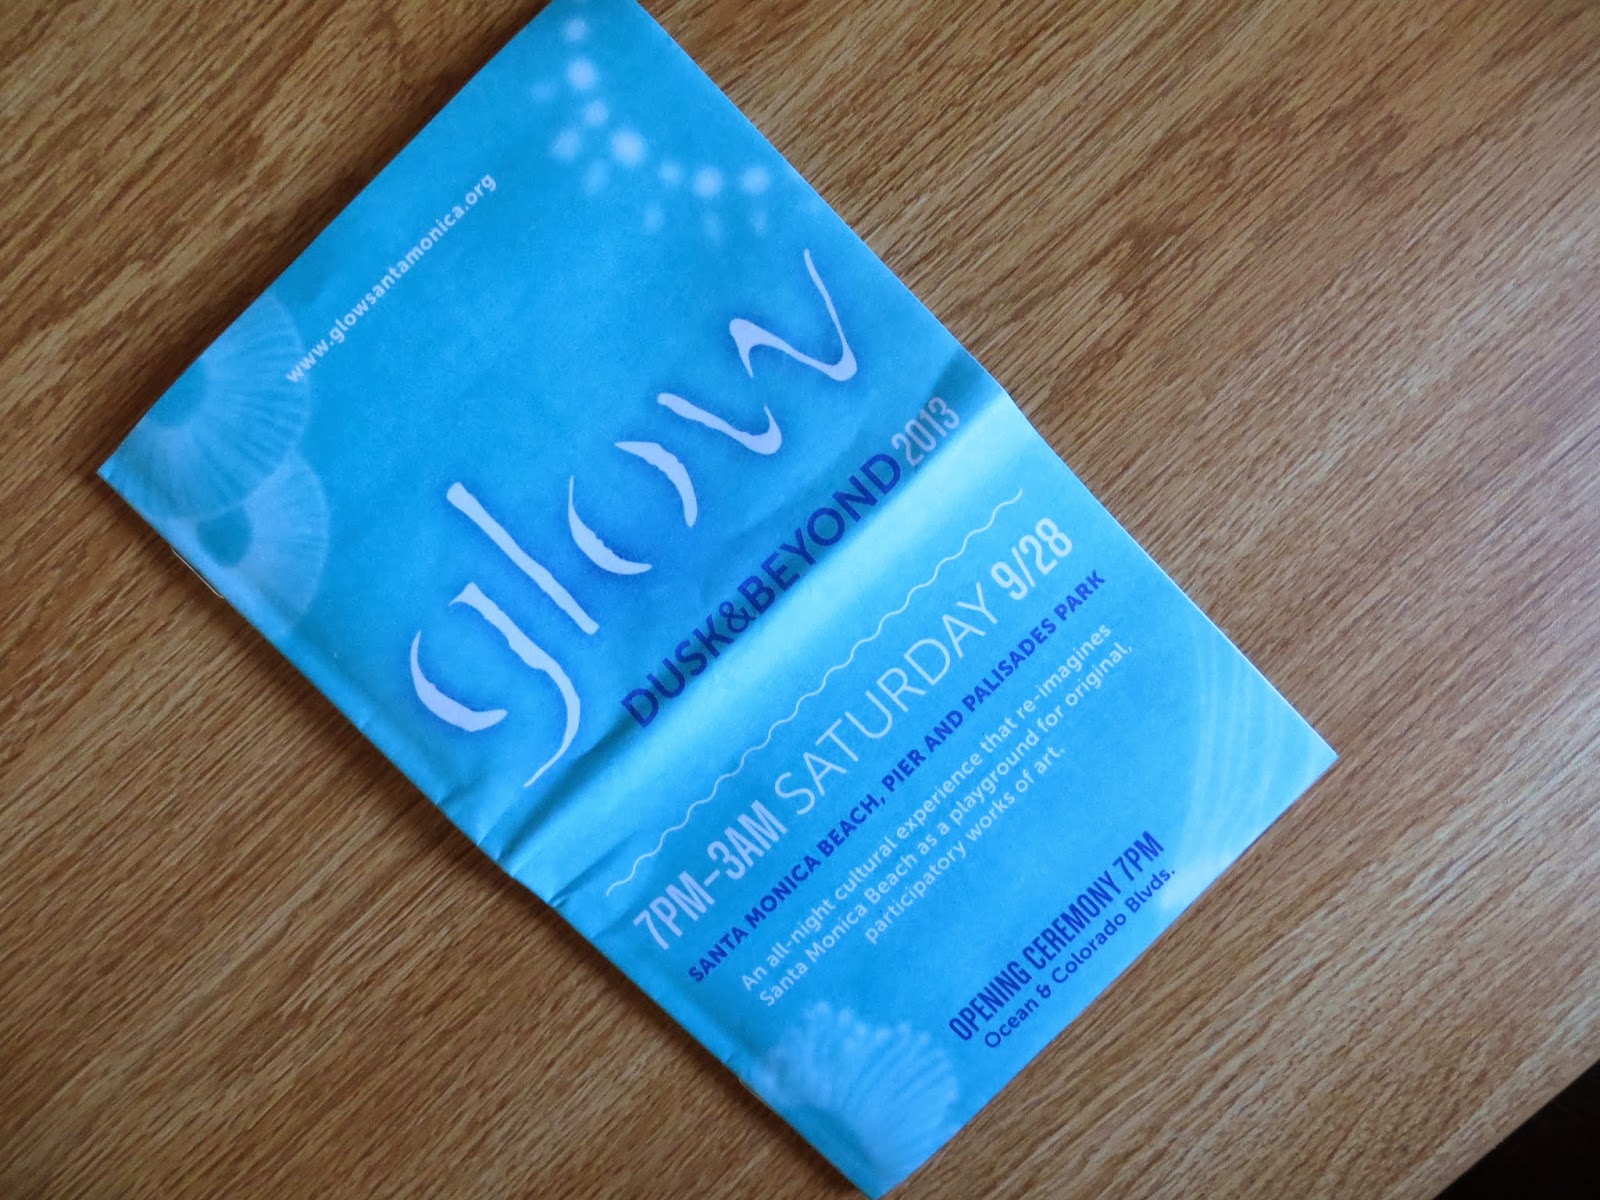 www.glowsantamonica.org
glow
DUSK&BEYOND 2013
7PM-3AM SATURDAY 9/28
SANTA MONICA BEACH, PIER AND PALISADES PARK
An all-night cultural experience that re-imagines
Santa Monica Beach as a playground for original,
participatory works of art.
OPENING CEREMONY 7PM
Ocean & Colorado Blvds.